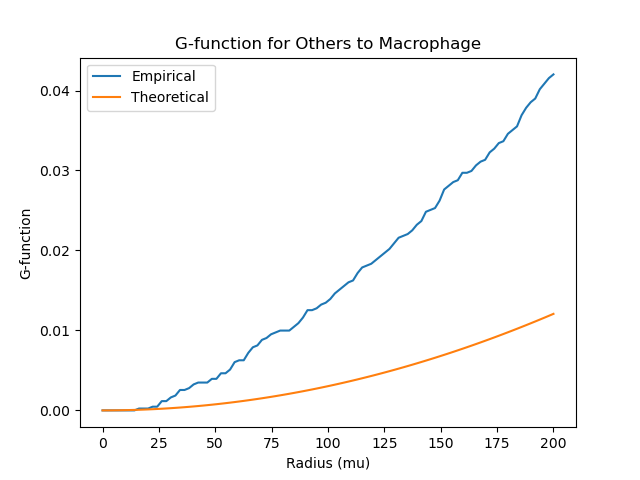 G-function for Others to Macrophage
Empirical
Theoretical
0.04
0.03
0.02
0.01
0.00
G-function
0 25 50 75 100 125 150 175 200
Radius (mu)